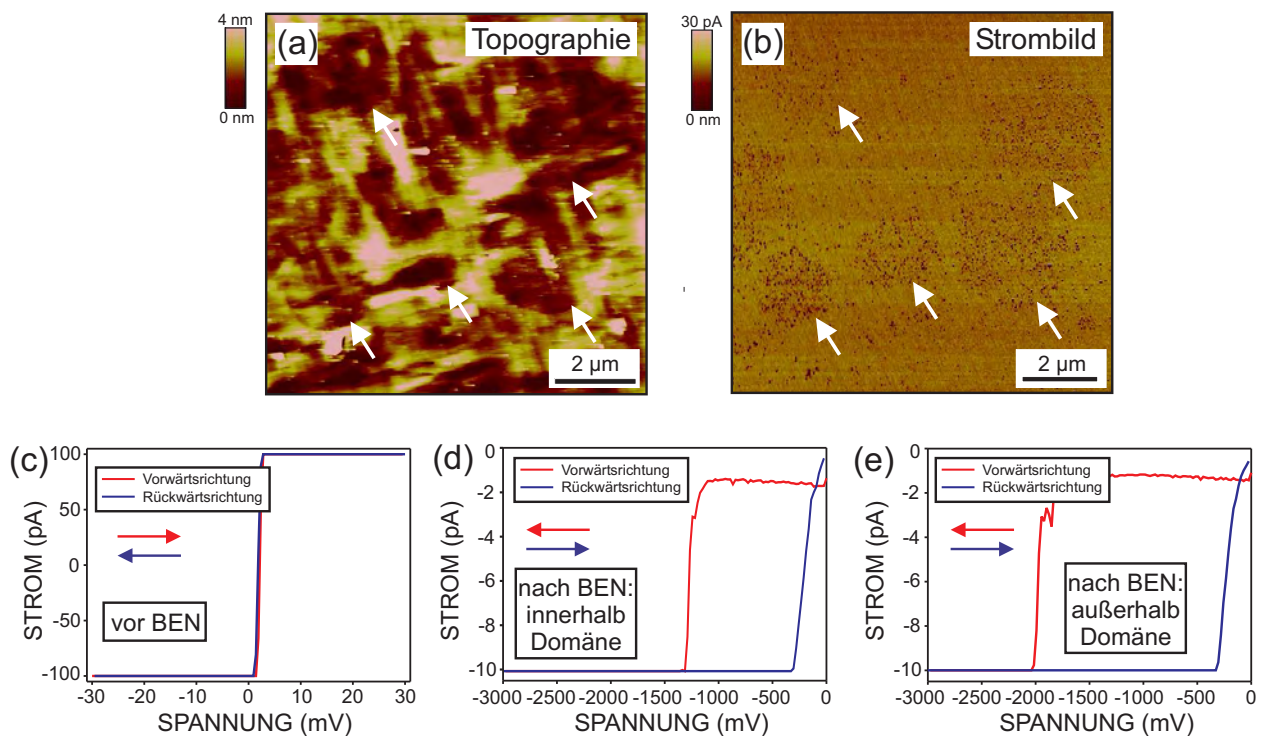 4 nm
0 nm
(a)
Topographie
2 µm
30 pA
0 nm
(b)
Strombild
2 µm
(c)
STROM (pA)
100
50
0
-50
-100
Vorwärtsrichtung
Rückwärtsrichtung
vor BEN
-30 -20 -10 0 10 20 30
SPANNUNG (mV)
(d)
STROM (pA)
0
-2
-4
-6
-8
-10
Vorwärtsrichtung
Rückwärtsrichtung
nach BEN:
innerhalb
Domäne
-3000 -2500 -2000 -1500 -1000 -500 0
SPANNUNG (mV)
(e)
STROM (pA)
0
-2
-4
-6
-8
-10
Vorwärtsrichtung
Rückwärtsrichtung
nach BEN:
außerhalb
Domäne
-3000 -2500 -2000 -1500 -1000 -500 0
SPANNUNG (mV)